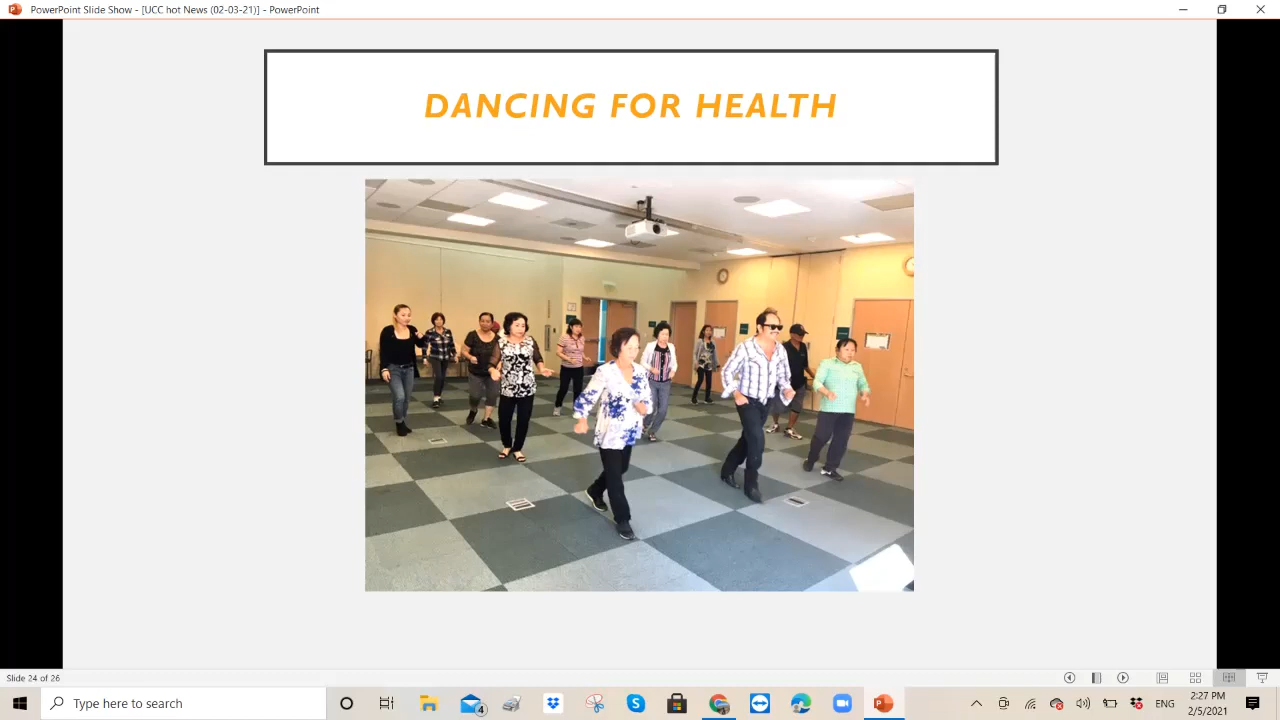 PowerPoint Slide Show - [UCC hot News (02-03-21)] - PowerPoint
DANCING FOR HEALTH
Slide 24 of 26
Type here to search
4
ENG
2:27 PM
2/5/2021